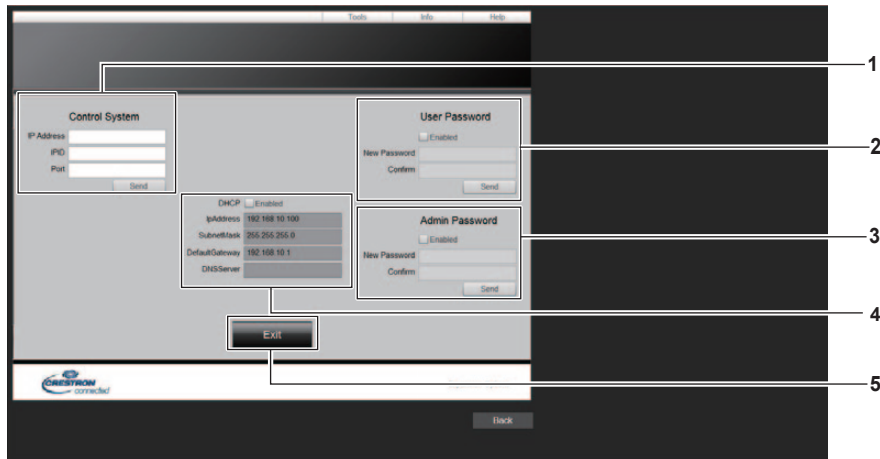 Tools Info Help
1
Control System
IP Address
IPID
Port
Send
User Password
Enabled
New Password
Confirm
Send
2
DHCP Enabled
IpAddress 192.168.10.100
SubnetMask 255.255.255.0
DefaultGateway 192.168.10.1
DNSServer
Admin Password
Enabled
New Password
Confirm
Send
3
4
Exit
5
CRESTRON
connected
Back